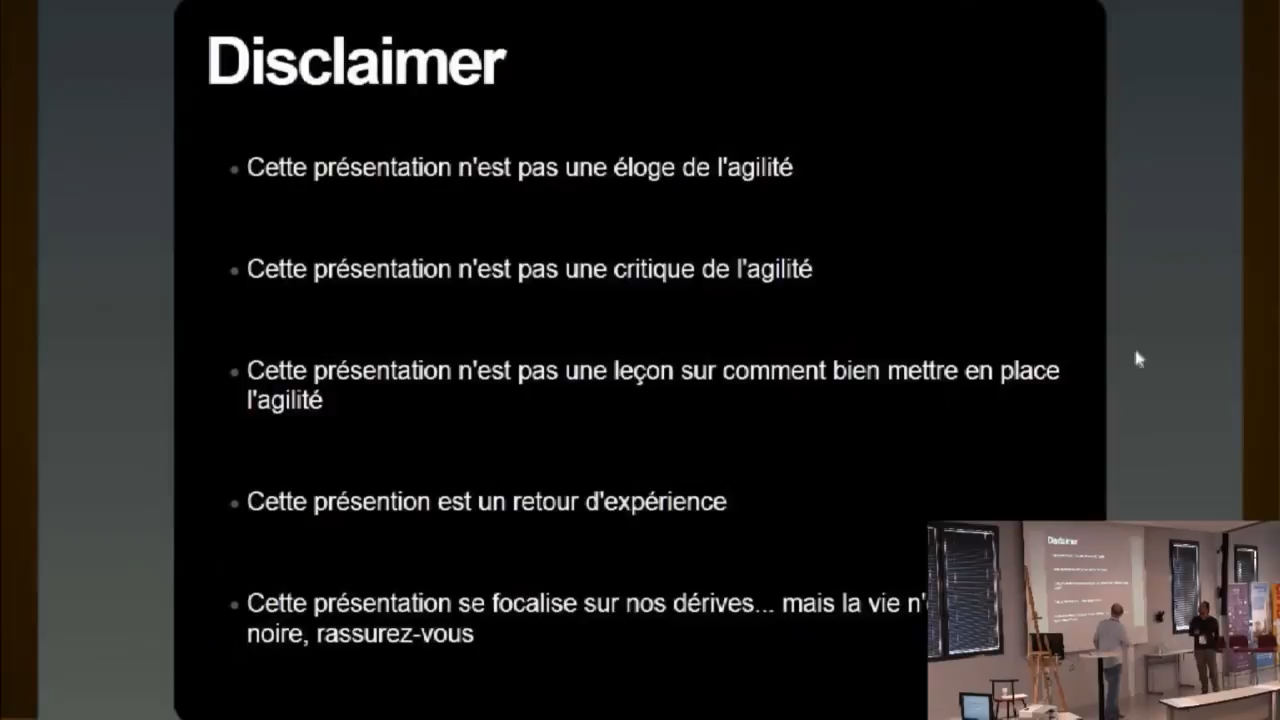 Disclaimer
Cette présentation n'est pas une éloge de l'agilité
Cette présentation n'est pas une critique de l'agilité
Cette présentation n'est pas une leçon sur comment bien mettre en place
l'agilité
Cette présention est un retour d'expérience
Cette présentation se focalise sur nos dérives... mais la vie n'
noire, rassurez-vous
Disclaimer